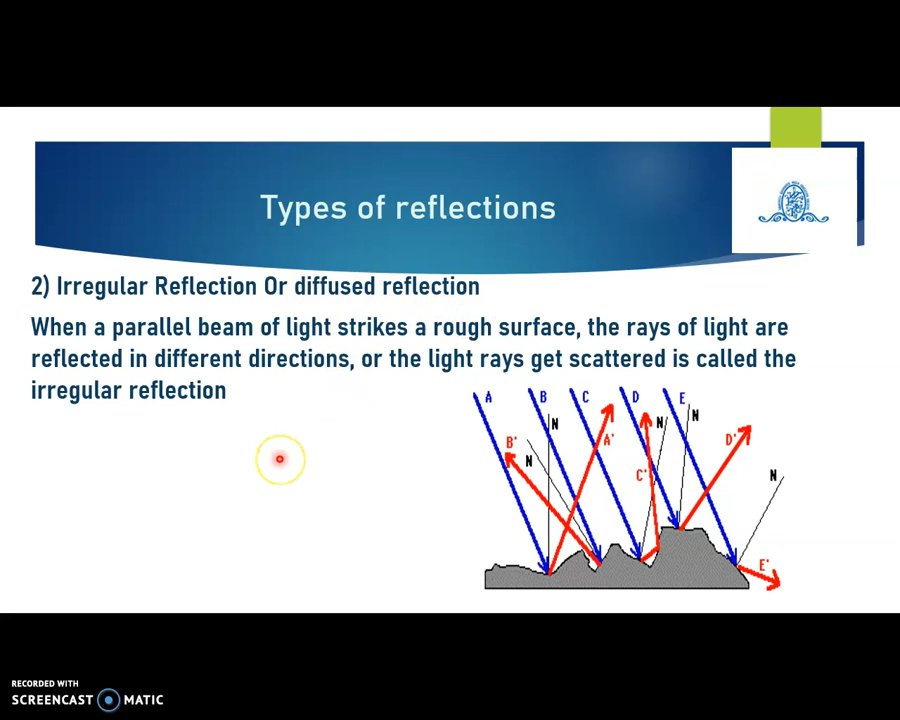 Types of reflections
2) Irregular Reflection Or diffused reflection
When a parallel beam of light strikes a rough surface, the rays of light are
reflected in different directions, or the light rays get scattered is called the
irregular reflection
A B C D E
N N N
B' A' D'
N C' N
E'
RECORDED WITH
SCREENCAST MATIC